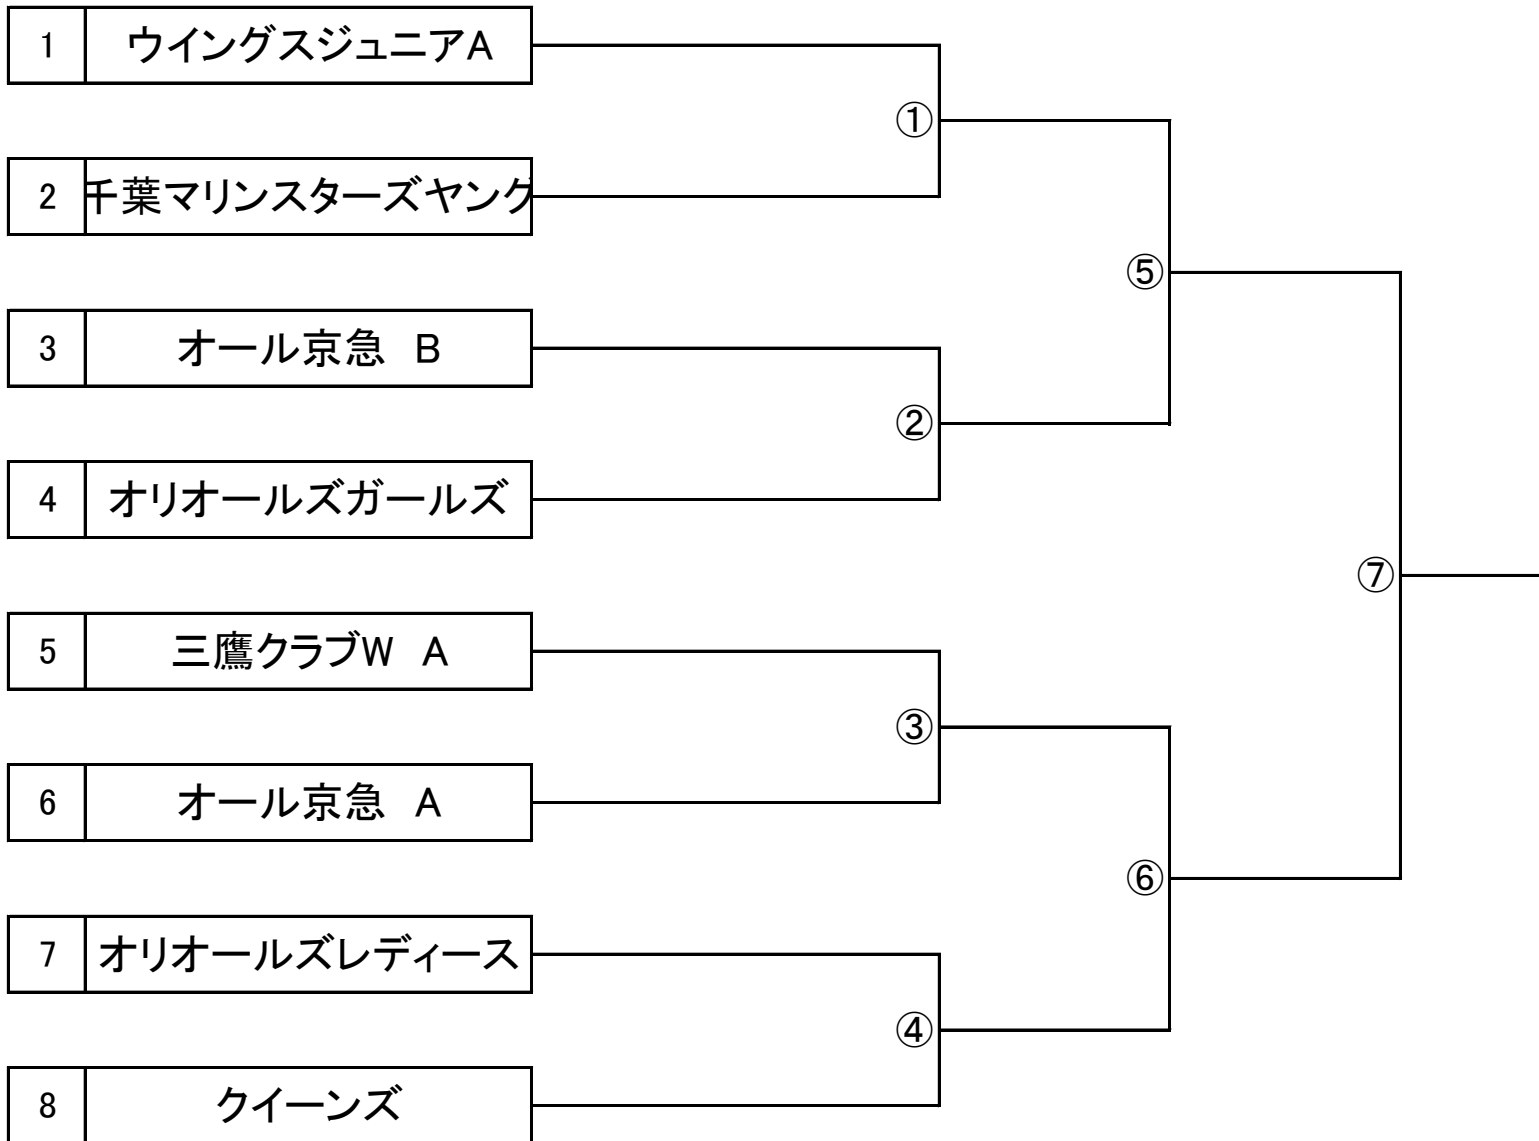 1 ウイングスジュニアA
①
2 千葉マリンスターズヤング
⑤
3 オール京急　B
②
4 オリオールズガールズ
⑦
5 三鷹クラブW　A
③
6 オール京急　A
⑥
7 オリオールズレディース
④
8 クイーンズ